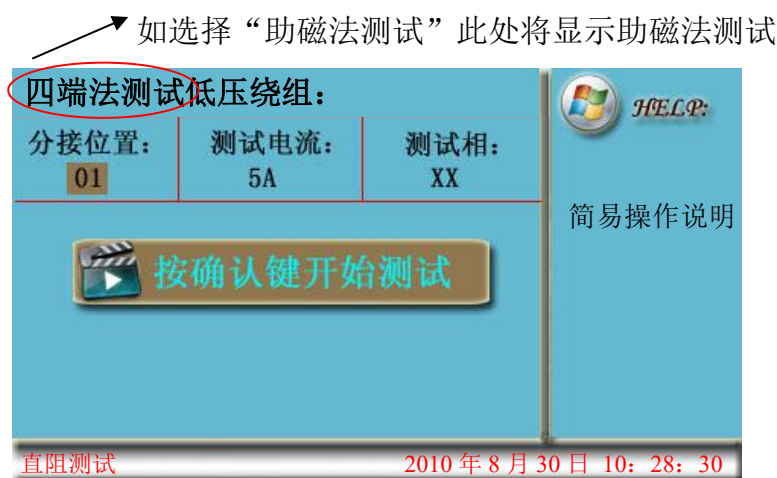 如选择“助磁法测试”此处将显示助磁法测试
四端法测试低压绕组：
HELP:
分接位置： 测试电流： 测试相：
01 5A XX
简易操作说明
按确认键开始测试
直阻测试 2010 年 8 月 30 日 10：28：30